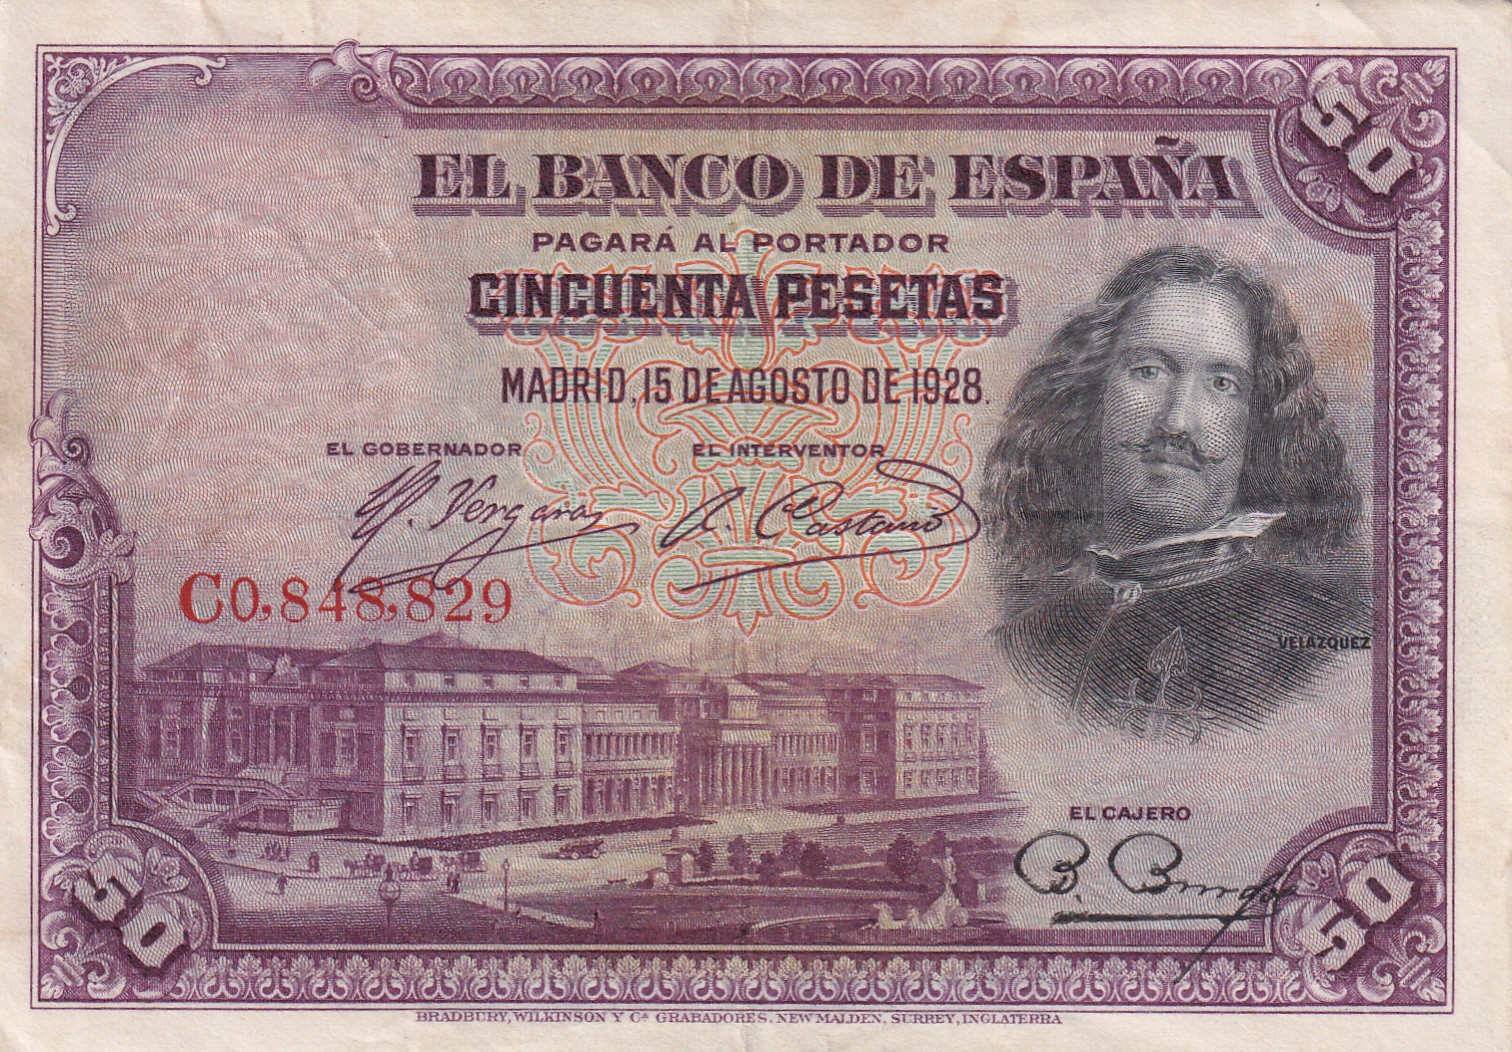 50
EL BANCO DE ESPAÑA
PAGARÁ AL PORTADOR
CINCUENTA PESETAS
MADRID, 15 DE AGOSTO DE 1928.
EL GOBERNADOR
EL INTERVENTOR
C0,848,829
VELAZQUEZ
EL CAJERO
50
50
BRADBURY, WILKINSON Y Cª GRABADORES. NEW MALDEN, SURREY, INGLATERRA